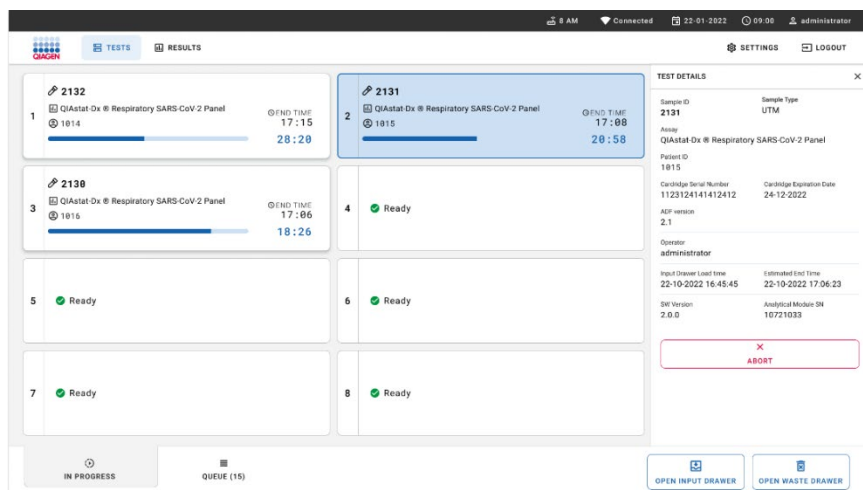 8 AM Connected 22-01-2022 09:00 administrator
QIAGEN TESTS RESULTS SETTINGS LOGOUT
1
2132
QIAstat-Dx ® Respiratory SARS-CoV-2 Panel
1014
END TIME
17:15
28:20
2
2131
QIAstat-Dx ® Respiratory SARS-CoV-2 Panel
1015
END TIME
17:08
20:58
3
2130
QIAstat-Dx ® Respiratory SARS-CoV-2 Panel
1016
END TIME
17:06
18:26
4 Ready
5 Ready
6 Ready
7 Ready
8 Ready
TEST DETAILS
Sample ID Sample Type
2131 UTM
Assay
QIAstat-Dx ® Respiratory SARS-CoV-2 Panel
Patient ID
1015
Cardridge Serial Number Cardridge Expiration Date
1123124141412412 24-12-2022
ADF version
2.1
Operator
administrator
Input Drawer Load time Estimated End Time
22-10-2022 16:45:45 22-10-2022 17:06:23
SW Version Analytical Module SN
2.0.0 10721033
ABORT
IN PROGRESS QUEUE (15) OPEN INPUT DRAWER OPEN WASTE DRAWER